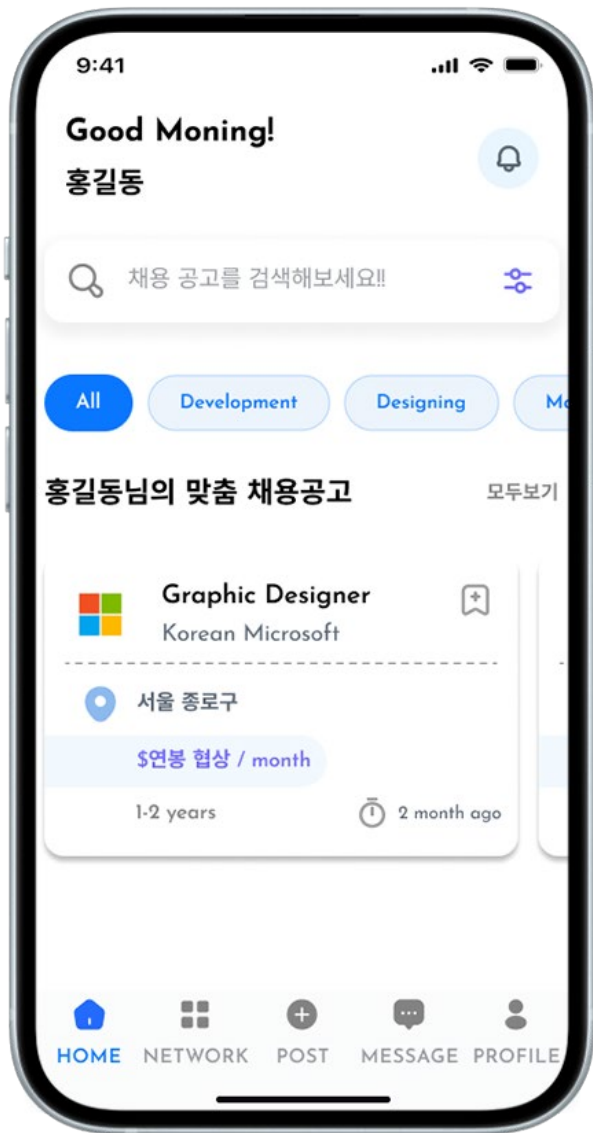 9:41
Good Moning!
홍길동
채용 공고를 검색해보세요!!
All
Development
Designing
홍길동님의 맞춤 채용공고
모두보기
Graphic Designer
Korean Microsoft
서울 종로구
$연봉 협상 / month
1-2 years
2 month ago
HOME NETWORK POST MESSAGE PROFILE